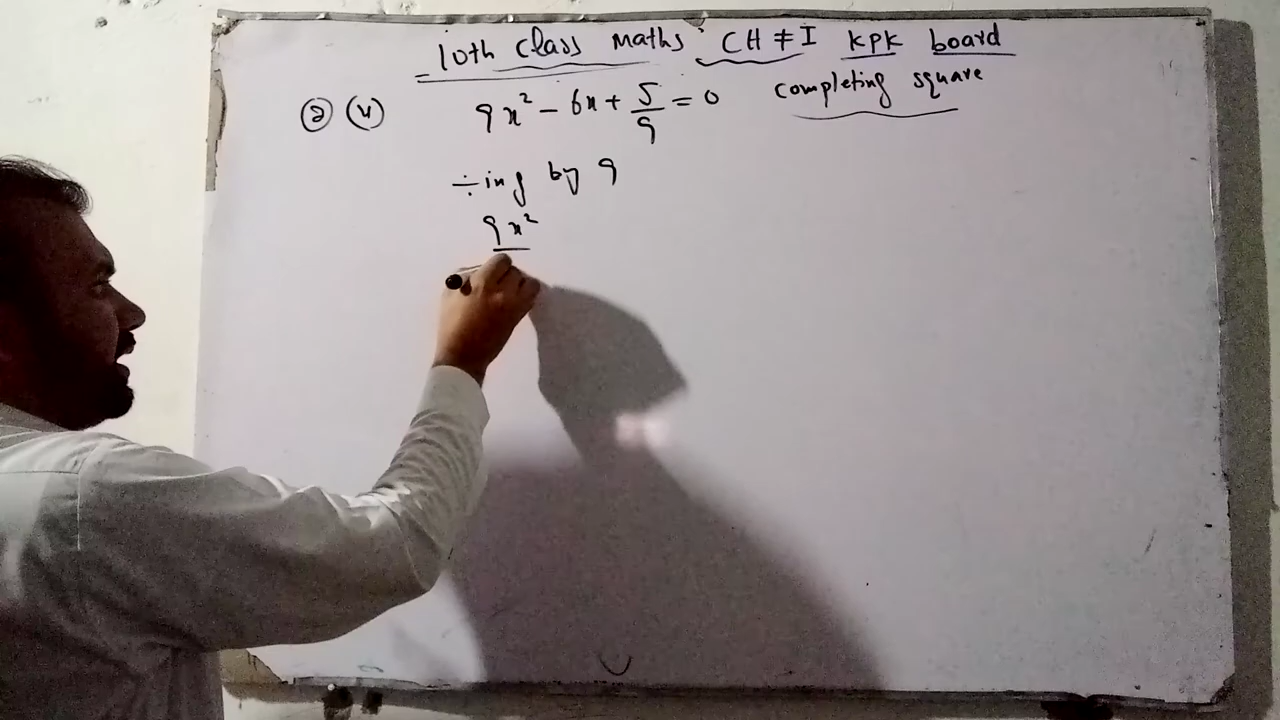 10th class maths CH # I KPK board
② (v) 9x² - 6x + 5/9 = 0 completing square
÷ing by 9
9x²